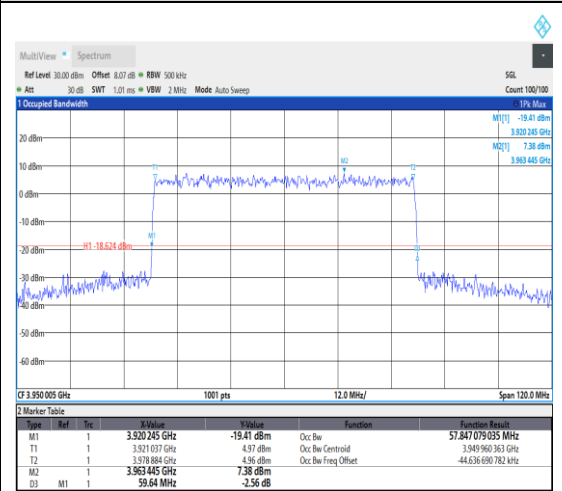 MultiView Spectrum
Ref Level 30.00 dBm Offset 8.07 dB RBW 500 kHz SGL
Att 30 dB SWT 1.01 ms VBW 2 MHz Mode Auto Sweep Count 100/100
1 Occupied Bandwidth 1Pk Max
M1[1] -19.41 dBm
3.920 245 GHz
20 dBm
M2[1] 7.38 dBm
3.963 445 GHz
10 dBm
T1 M2 T2
0 dBm
-10 dBm
M1
H1 -18.624 dBm
-20 dBm
D3
-30 dBm
-40 dBm
-50 dBm
-60 dBm
CF 3.950 005 GHz 1001 pts 12.0 MHz/ Span 120.0 MHz
2 Marker Table
Type Ref Trc X-Value Y-Value Function Function Result
M1 1 3.920 245 GHz -19.41 dBm Occ Bw 57.847 079 035 MHz
T1 1 3.921 037 GHz 4.97 dBm Occ Bw Centroid 3.949 960 363 GHz
T2 1 3.978 884 GHz 4.96 dBm Occ Bw Freq Offset -44.636 690 782 kHz
M2 1 3.963 445 GHz 7.38 dBm
D3 M1 1 59.64 MHz -2.56 dB